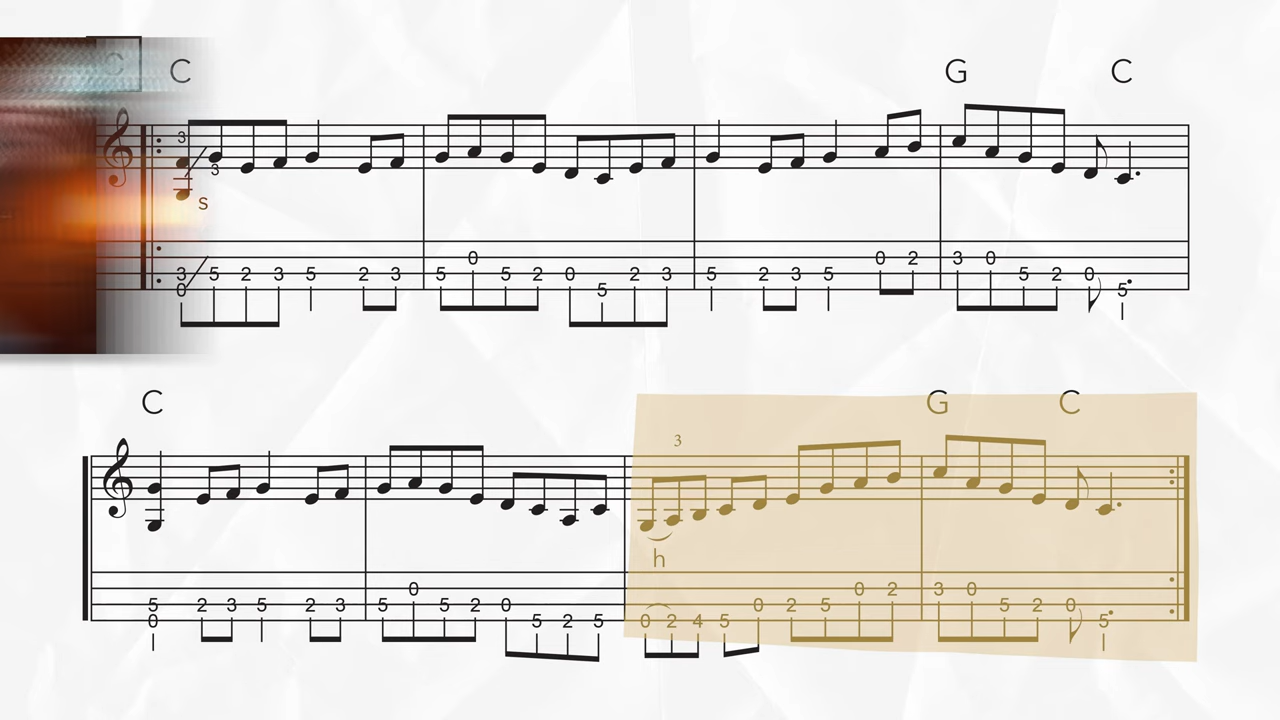 C C G C
3
3
s
0 0 2 3 0
3 5 2 3 5 2 3 5 5 2 0 2 3 5 2 3 5 5 2 0
0 5 5
C G C
3
h
0 0 2 3 0
5 2 3 5 2 3 5 5 2 0 0 2 5 5 2 0
0 5 2 5 0 2 4 5 5